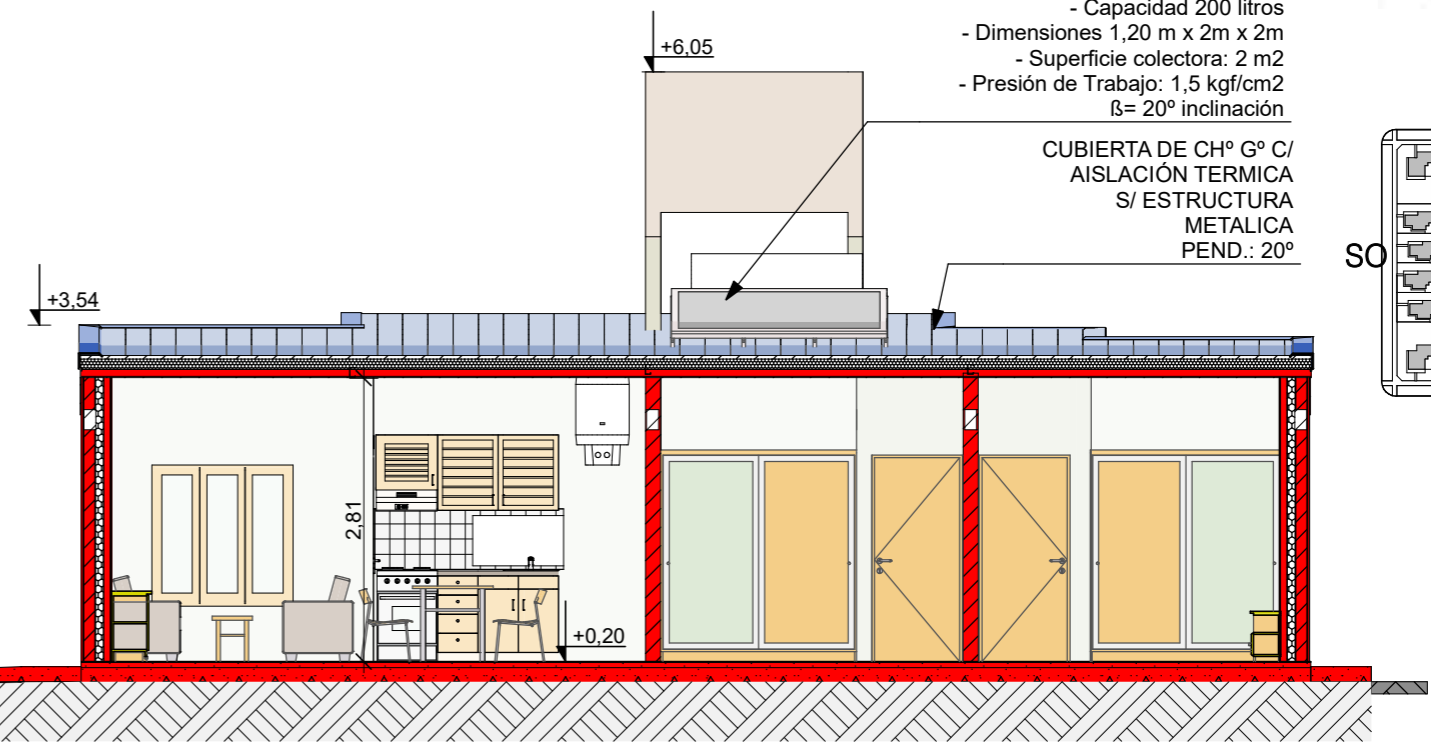 - Capacidad 200 litros
- Dimensiones 1,20 m x 2m x 2m
- Superficie colectora: 2 m2
- Presión de Trabajo: 1,5 kgf/cm2
ß= 20º inclinación
CUBIERTA DE CHº Gº C/
AISLACIÓN TERMICA
S/ ESTRUCTURA
METALICA
PEND.: 20º
+6,05
SO
+3,54
2,81
+0,20